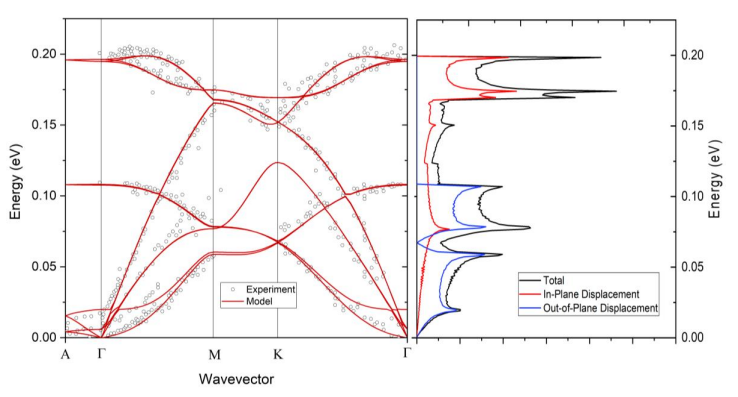 0.20
0.15
0.10
0.05
0.00
Energy (eV)
A Γ M K Γ
Wavevector
Experiment
Model
0.20
0.15
0.10
0.05
0.00
Energy (eV)
Total
In-Plane Displacement
Out-of-Plane Displacement